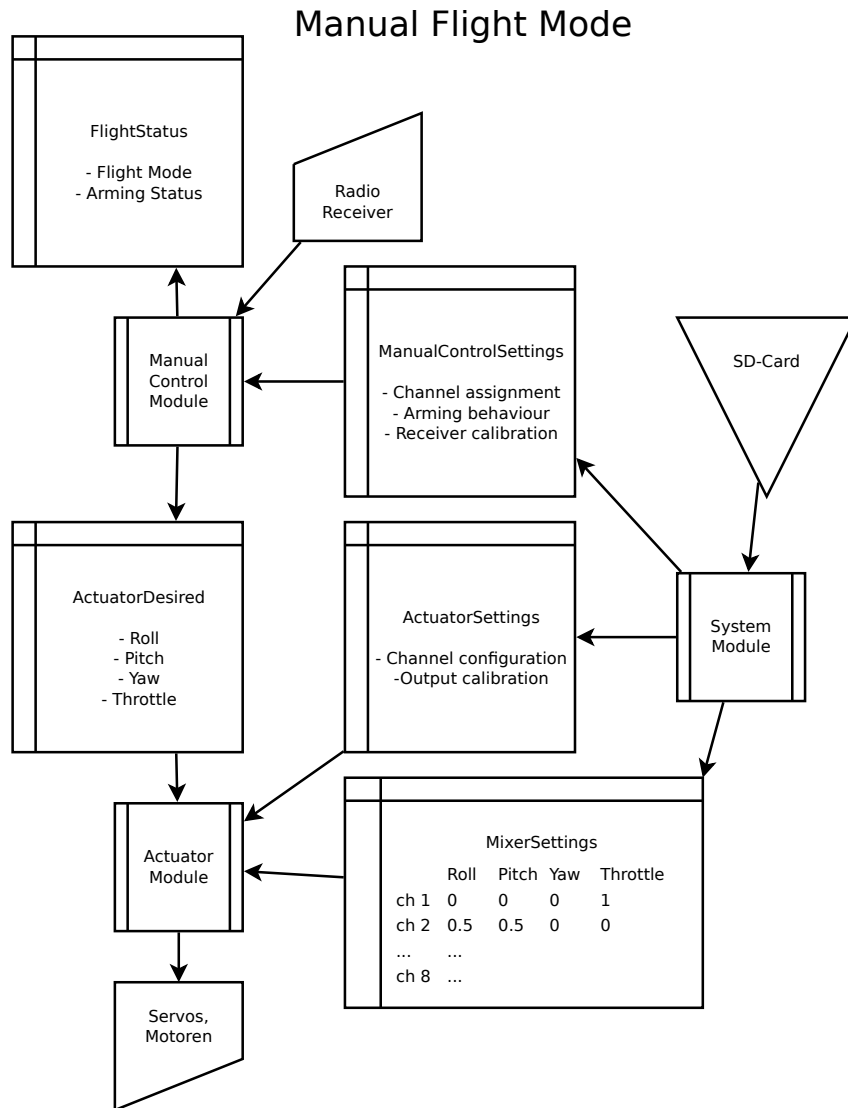 Manual Flight Mode
FlightStatus
- Flight Mode
- Arming Status
Radio
Receiver
Manual
Control
Module
ManualControlSettings
- Channel assignment
- Arming behaviour
- Receiver calibration
SD-Card
ActuatorDesired
- Roll
- Pitch
- Yaw
- Throttle
ActuatorSettings
- Channel configuration
-Output calibration
System
Module
Actuator
Module
MixerSettings
Roll Pitch Yaw Throttle
ch 1 0 0 0 1
ch 2 0.5 0.5 0 0
... ...
ch 8 ...
Servos,
Motoren